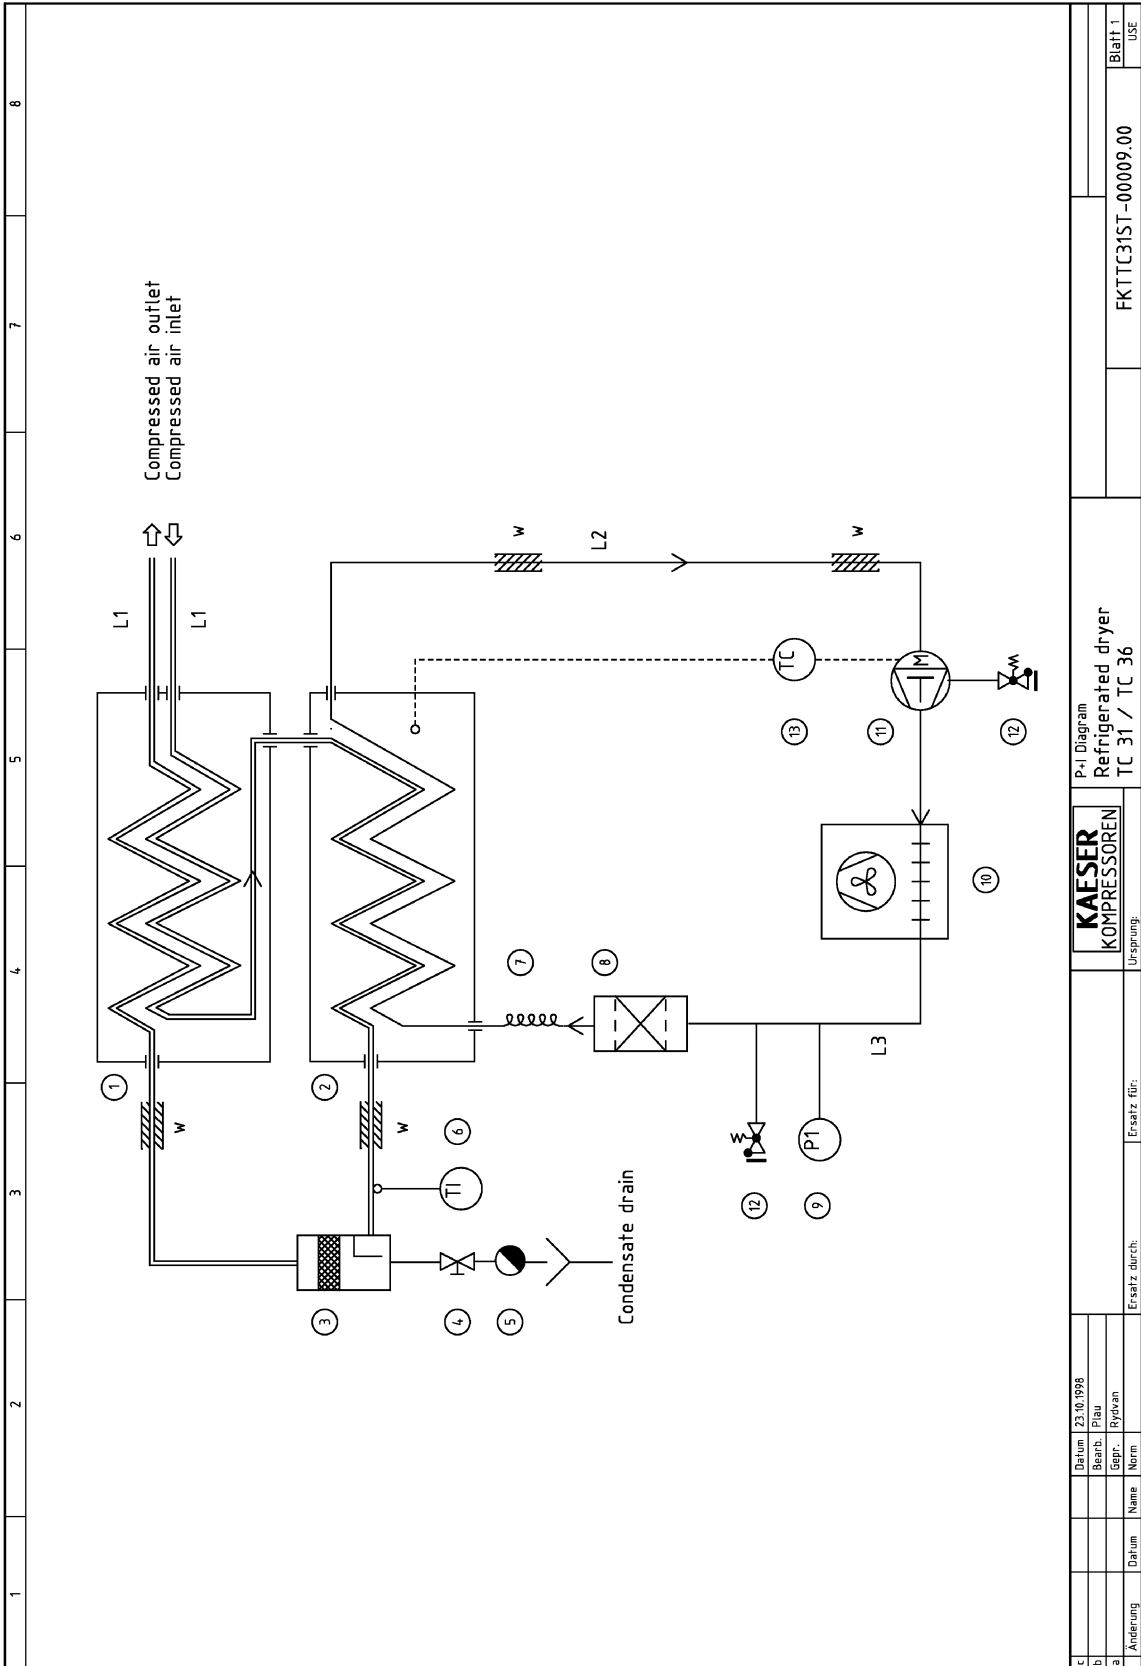 1
2
3
4
5
6
7
8
Compressed air outlet
Compressed air inlet
L1
L1
1
W
2
W
6
TI
3
4
5
Condensate drain
7
8
W
L2
W
TC
13
M
11
12
10
L3
12
P1
9
c
b
a
Änderung
Datum
Name
Datum 23.10.1998
Bearb. Plau
Gepr. Rydvan
Norm
Ersatz durch:
Ersatz für:
Ursprung:
KAESER
KOMPRESSOREN
P+I Diagram
Refrigerated dryer
TC 31 / TC 36
FKTTC31ST-00009.00
Blatt 1
USE